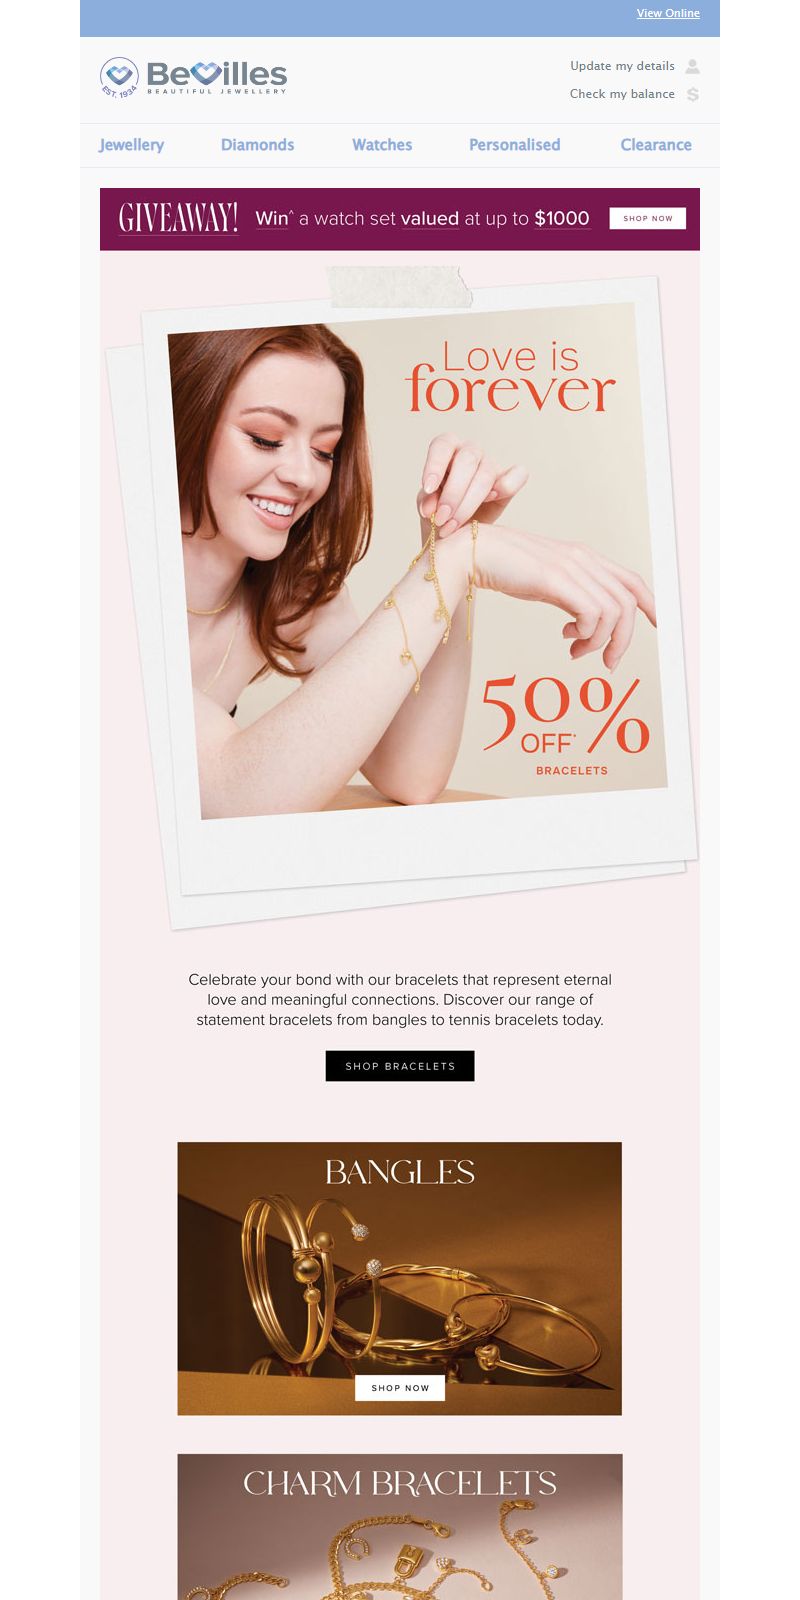 View Online
EST. 1934
Bevilles
BEAUTIFUL JEWELLERY
Update my details
Check my balance
Jewellery Diamonds Watches Personalised Clearance
GIVEAWAY! Win^ a watch set valued at up to $1000 SHOP NOW
Love is
forever
50%
OFF*
BRACELETS
Celebrate your bond with our bracelets that represent eternal
love and meaningful connections. Discover our range of
statement bracelets from bangles to tennis bracelets today.
SHOP BRACELETS
BANGLES
SHOP NOW
CHARM BRACELETS